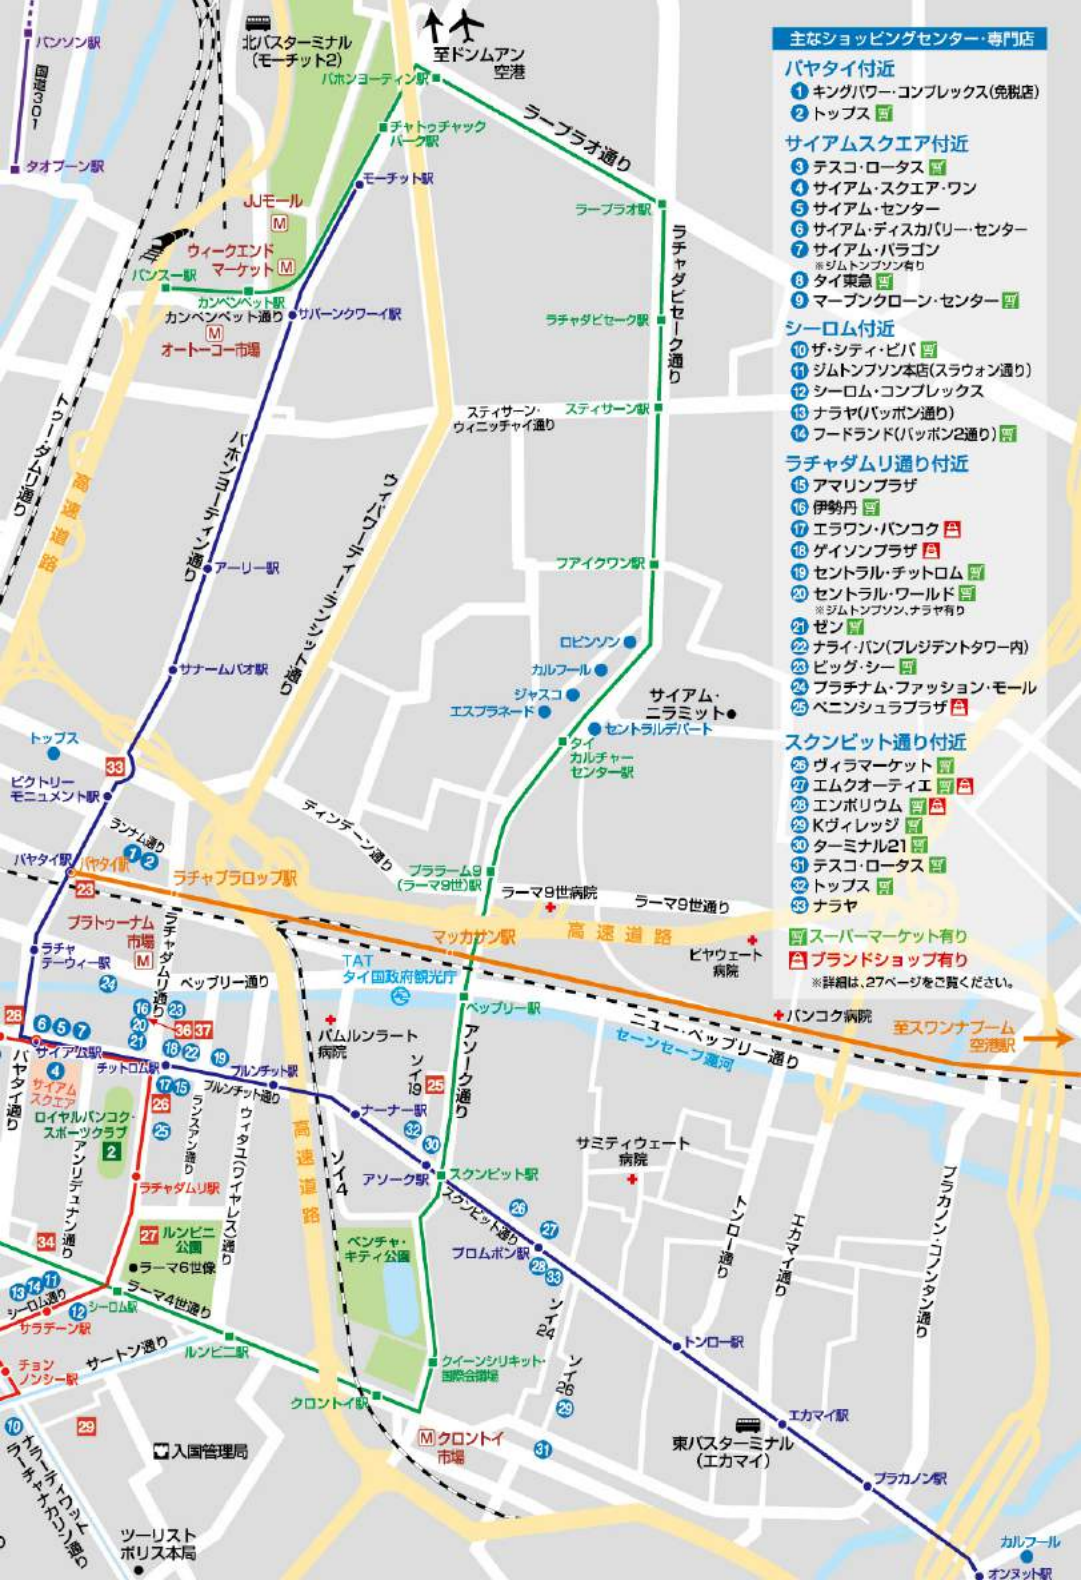 バンソン駅
国道301
タオプーン駅
北バスターミナル
(モーチット2)
至ドンムアン
空港
パホンヨーティン駅
チャトゥチャック
パーク駅
モーチット駅
ラープラオ通り
ラープラオ駅
JJモール
M
ウィークエンド
マーケット M
バンスー駅
カンペンペット駅
カンペンペット通り
サパーンクワーイ駅
M
オートーコー市場
ラチャダピセーク通り
ラチャダピセーク駅
スティサーン・
ウィニッチャイ通り
スティサーン駅
トゥー・ダムリ通り
高速道路
パホンヨーティン通り
ウィパワーディー・ランシット通り
アーリー駅
フアイクワン駅
サナームパオ駅
ロビンソン
カルフール
ジャスコ
エスプラネード
セントラルデパート
サイアム・
ニラミット
タイ
カルチャー
センター駅
トップス
33
ビクトリー
モニュメント駅
ランナム通り
1 2
ディンデーン通り
パヤタイ駅
パヤタイ駅
23
ラチャプラロップ駅
プララーム9
(ラーマ9世)駅
ラーマ9世病院
ラーマ9世通り
高速道路
マッカサン駅
ピヤウェート
病院
プラトゥーナム
市場
M
ラチャダムリ通り
ラチャ
テーウィー駅
24
ペッブリー通り
TAT
タイ国政府観光庁
ペッブリー駅
バンコク病院
ニュー・ペッブリー通り
センセーブ運河
至スワンナプーム
空港駅
28
6 5 7
16 23
20 36 37
21
18 22 19
サイアム駅
チットロム駅
プルンチット駅
プルンチット通り
バムルンラート
病院
ソイ19
25
アソーク通り
パヤタイ通り
4
サイアム
スクエア
17 15
26
25
ロイヤルバンコク・
スポーツクラブ
2
アンリデュナン通り
ランスアン通り
ウィタユ(ワイヤレス)通り
高速道路
ソイ4
ナーナー駅
32
30
アソーク駅
スクンビット駅
スクンビット通り
サミティウェート
病院
ラチャダムリ駅
34
27
ルンピニ
公園
ラーマ6世像
ベンチャ・
キティ公園
26
27
プロムポン駅
28
33
トンロー通り
エカマイ通り
プラカノン・コノンタン通り
13 14 11
シーロム通り
12
シーロム駅
ラーマ4世通り
サラデーン駅
サートン通り
ルンピニ駅
チョン
ノンシー駅
クイーンシリキット・
国際会議場
クロントイ駅
ソイ24
ソイ26
29
31
トンロー駅
エカマイ駅
東バスターミナル
(エカマイ)
M クロントイ
市場
10
29
入国管理局
ナラーティワット
ラーチャナカリン通り
ツーリスト
ポリス本局
プラカノン駅
カルフール
オンヌット駅
主なショッピングセンター・専門店
パヤタイ付近
1 キングパワー・コンプレックス(免税店)
2 トップス
サイアムスクエア付近
3 テスコ・ロータス
4 サイアム・スクエア・ワン
5 サイアム・センター
6 サイアム・ディスカバリー・センター
7 サイアム・パラゴン
※ジムトンプソン有り
8 タイ東急
9 マーブンクローン・センター
シーロム付近
10 ザ・シティ・ビバ
11 ジムトンプソン本店(スラウォン通り)
12 シーロム・コンプレックス
13 ナラヤ(パッポン通り)
14 フードランド(パッポン2通り)
ラチャダムリ通り付近
15 アマリンプラザ
16 伊勢丹
17 エラワン・バンコク
18 ゲイソンプラザ
19 セントラル・チットロム
20 セントラル・ワールド
※ジムトンプソン、ナラヤ有り
21 ゼン
22 ナライ・パン(プレジデントタワー内)
23 ビッグ・シー
24 プラチナム・ファッション・モール
25 ペニンシュラプラザ
スクンビット通り付近
26 ヴィラマーケット
27 エムクオーティエ
28 エンポリウム
29 Kヴィレッジ
30 ターミナル21
31 テスコ・ロータス
32 トップス
33 ナラヤ
スーパーマーケット有り
ブランドショップ有り
※詳細は、27ページをご覧ください。